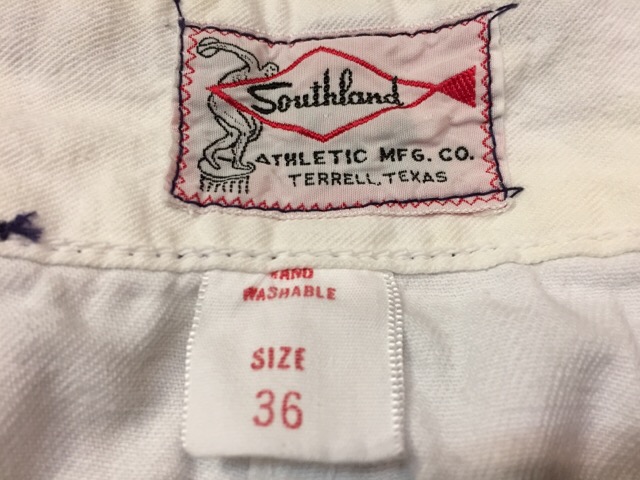 Southland
ATHLETIC MFG. CO.
TERRELL, TEXAS
HAND
WASHABLE
SIZE
36